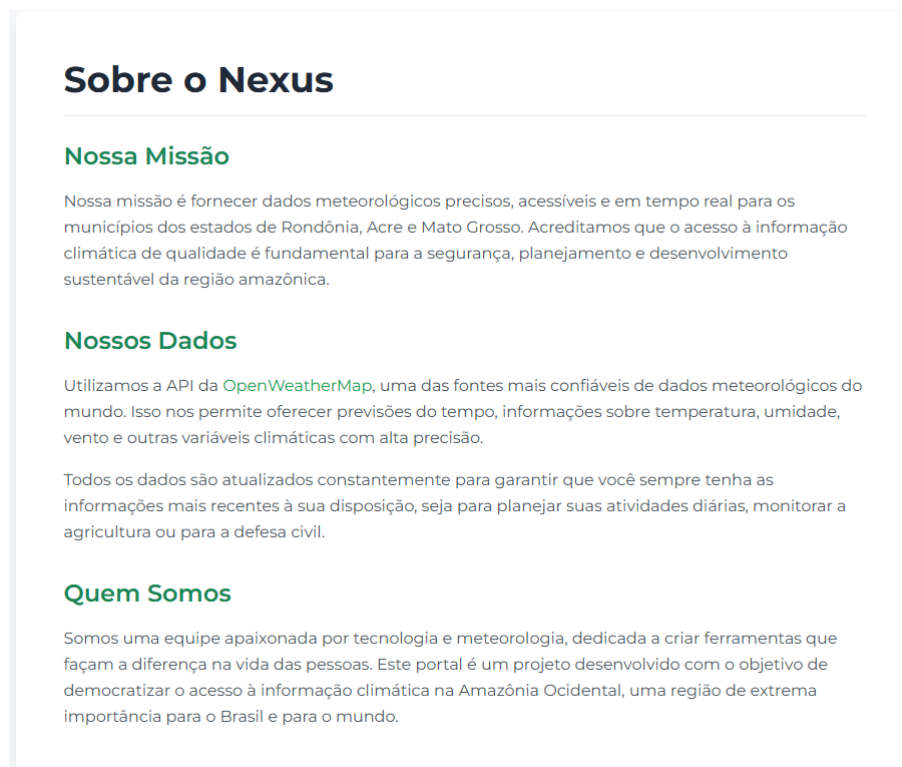 Sobre o Nexus
Nossa Missão
Nossa missão é fornecer dados meteorológicos precisos, acessíveis e em tempo real para os
municípios dos estados de Rondônia, Acre e Mato Grosso. Acreditamos que o acesso à informação
climática de qualidade é fundamental para a segurança, planejamento e desenvolvimento
sustentável da região amazônica.
Nossos Dados
Utilizamos a API da OpenWeatherMap, uma das fontes mais confiáveis de dados meteorológicos do
mundo. Isso nos permite oferecer previsões do tempo, informações sobre temperatura, umidade,
vento e outras variáveis climáticas com alta precisão.
Todos os dados são atualizados constantemente para garantir que você sempre tenha as
informações mais recentes à sua disposição, seja para planejar suas atividades diárias, monitorar a
agricultura ou para a defesa civil.
Quem Somos
Somos uma equipe apaixonada por tecnologia e meteorologia, dedicada a criar ferramentas que
façam a diferença na vida das pessoas. Este portal é um projeto desenvolvido com o objetivo de
democratizar o acesso à informação climática na Amazônia Ocidental, uma região de extrema
importância para o Brasil e para o mundo.